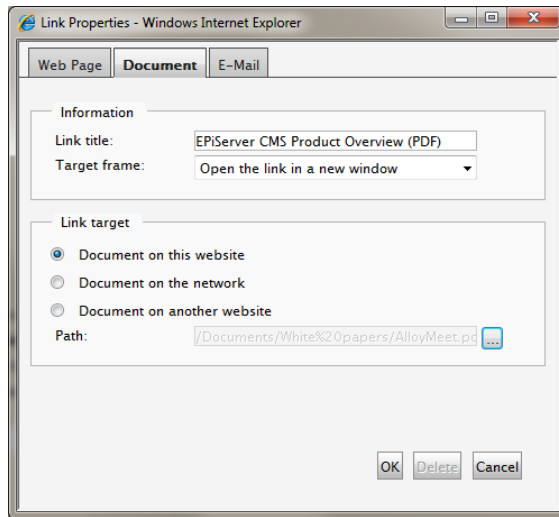 Link Properties - Windows Internet Explorer
Web Page Document E-Mail
Information
Link title: EPiServer CMS Product Overview (PDF)
Target frame: Open the link in a new window
Link target
Document on this website
Document on the network
Document on another website
Path: /Documents/White%20papers/AlloyMeet.pd ...
OK Delete Cancel